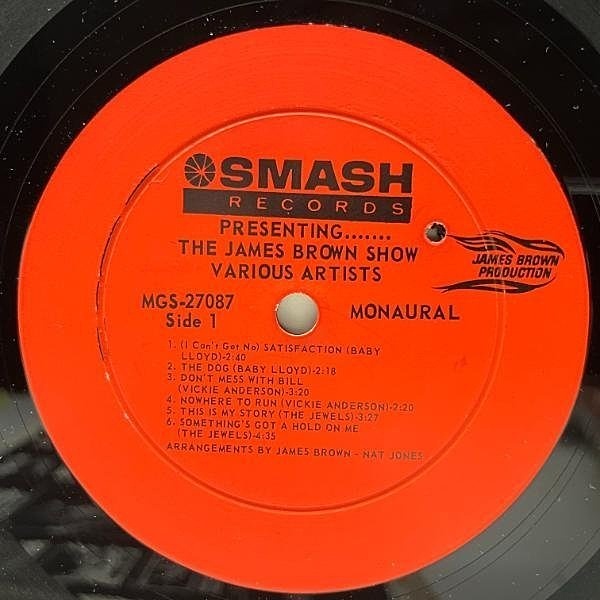 SMASH
RECORDS
PRESENTING.......
THE JAMES BROWN SHOW
VARIOUS ARTISTS
JAMES BROWN
PRODUCTION
MGS-27087
Side 1
MONAURAL
1. (I Can't Get No) SATISFACTION (BABY
LLOYD)-2:40
2. THE DOG (BABY LLOYD)-2:18
3. DON'T MESS WITH BILL
(VICKIE ANDERSON)-3:20
4. NOWHERE TO RUN (VICKIE ANDERSON)-2:20
5. THIS IS MY STORY (THE JEWELS)-3:27
6. SOMETHING'S GOT A HOLD ON ME
(THE JEWELS)-4:35
ARRANGEMENTS BY JAMES BROWN - NAT JONES